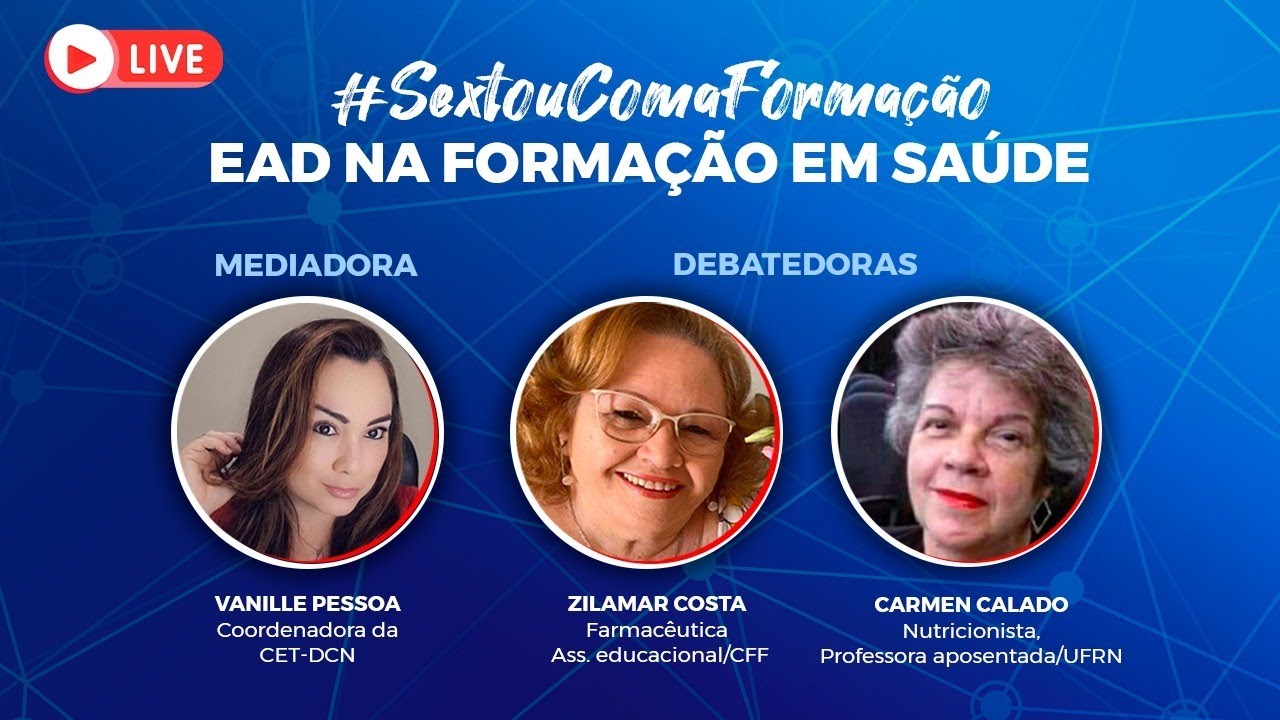 LIVE
#SextouComaFormação
EAD NA FORMAÇÃO EM SAÚDE
MEDIADORA
DEBATEDORAS
VANILLE PESSOA
Coordenadora da
CET-DCN
ZILAMAR COSTA
Farmacêutica
Ass. educacional/CFF
CARMEN CALADO
Nutricionista,
Professora aposentada/UFRN